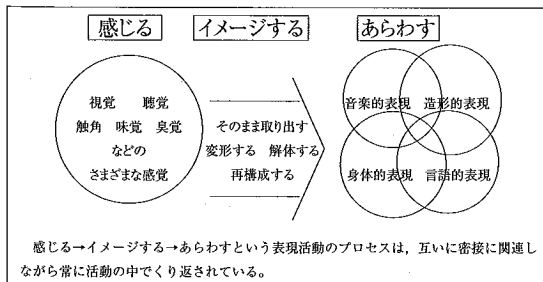 感じる イメージする あらわす
視覚 聴覚
触角 味覚 臭覚
などの
さまざまな感覚
そのまま取り出す
変形する 解体する
再構成する
音楽的表現 造形的表現
身体的表現 言語的表現
感じる→イメージする→あらわすという表現活動のプロセスは，互いに密接に関連し
ながら常に活動の中でくり返されている。